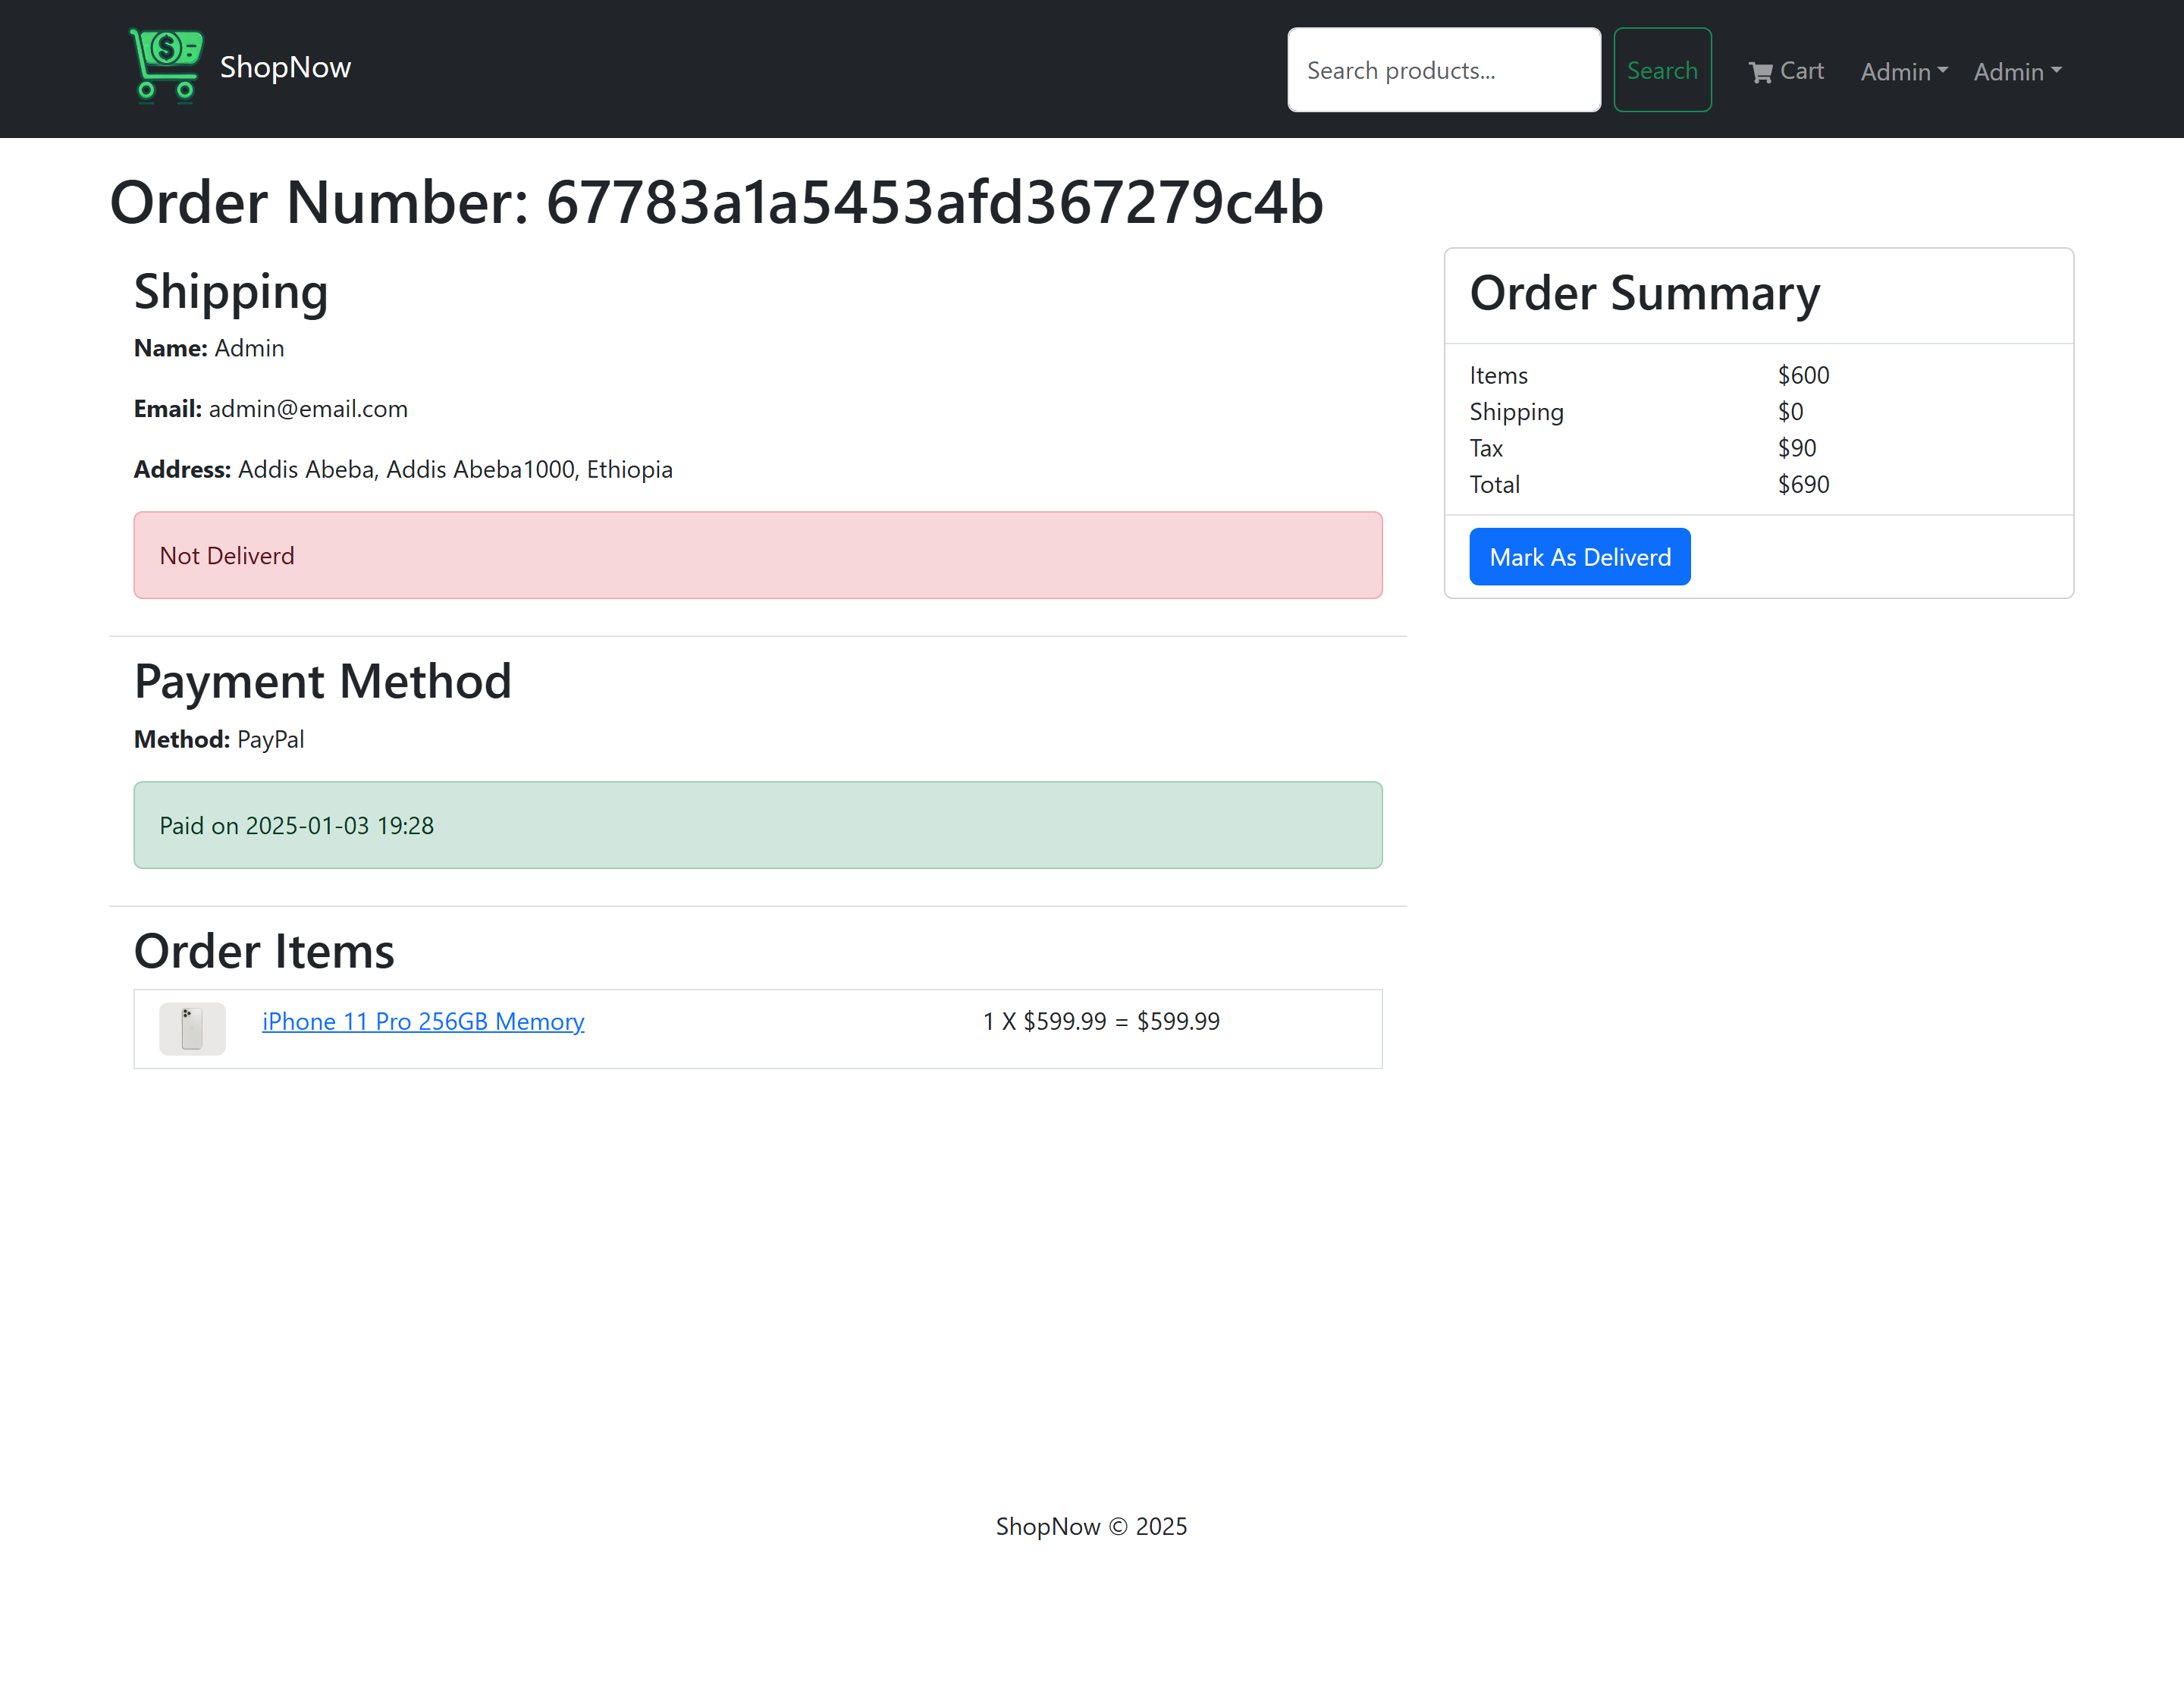 ShopNow
Search products...
Search
Cart
Admin
Admin
Order Number: 67783a1a5453afd367279c4b
Shipping
Name: Admin
Email: admin@email.com
Address: Addis Abeba, Addis Abeba1000, Ethiopia
Not Deliverd
Payment Method
Method: PayPal
Paid on 2025-01-03 19:28
Order Items
iPhone 11 Pro 256GB Memory
1 X $599.99 = $599.99
Order Summary
Items $600
Shipping $0
Tax $90
Total $690
Mark As Deliverd
ShopNow © 2025